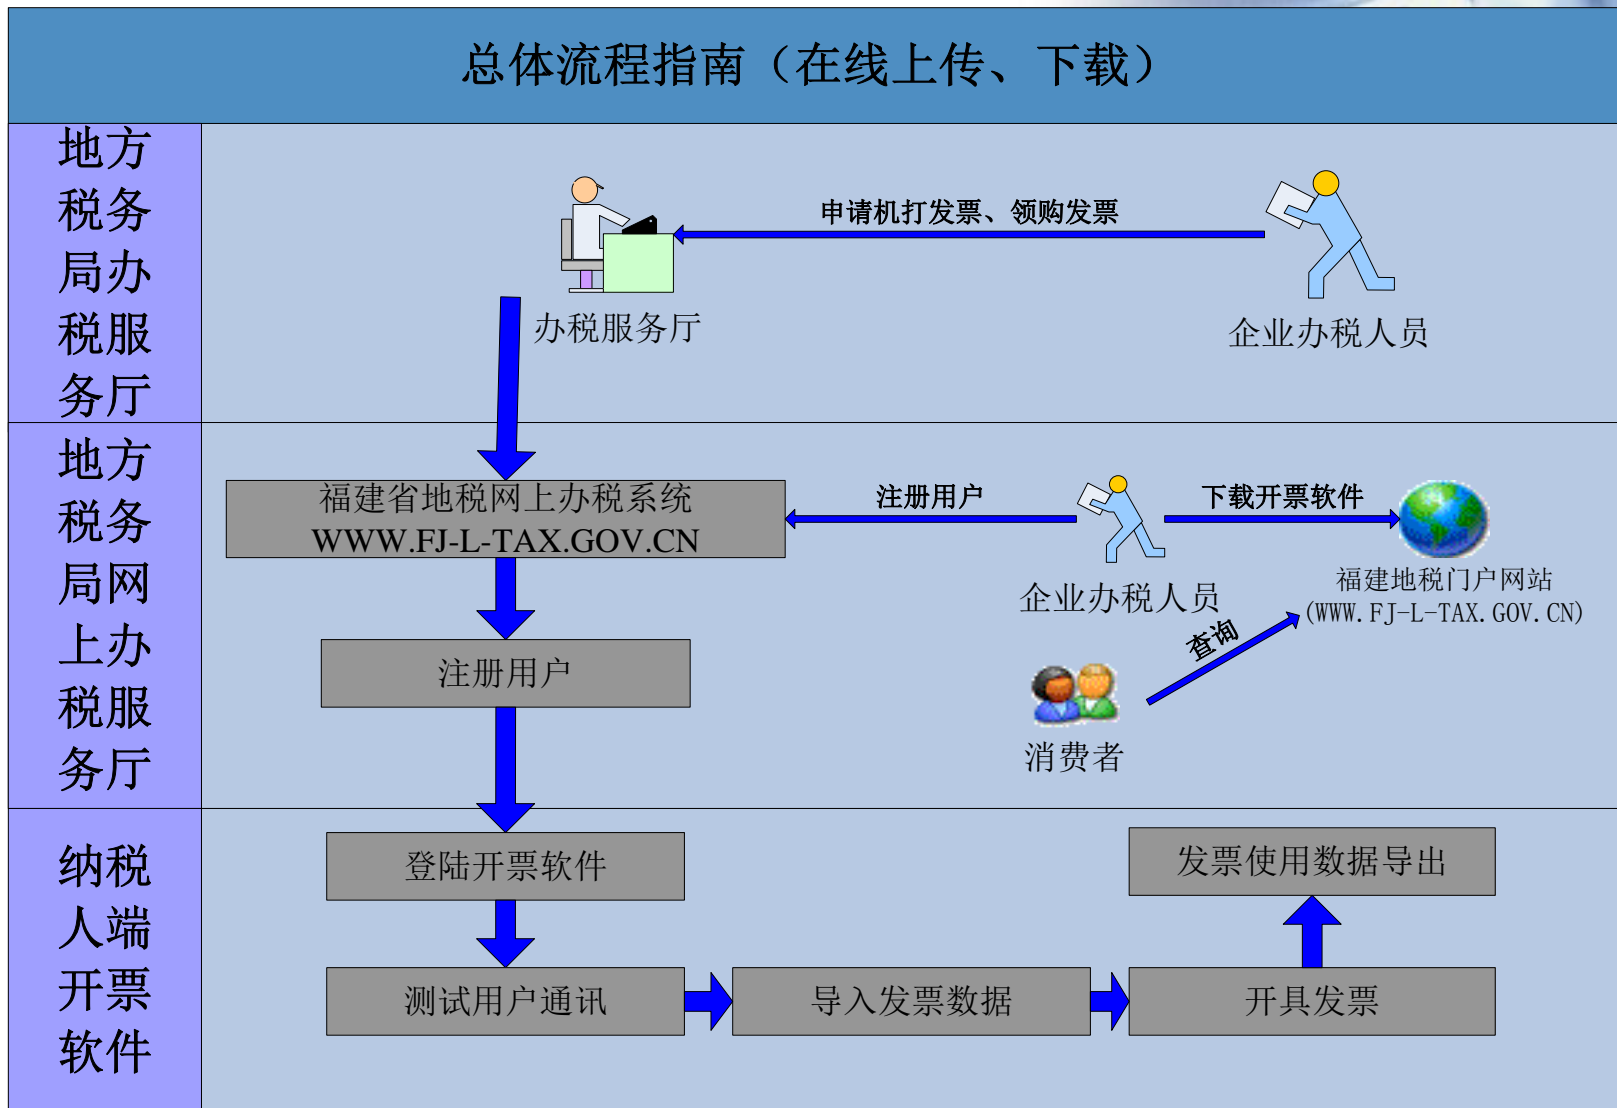 总体流程指南（在线上传、下载）
地方
税务
局办
税服
务厅
申请机打发票、领购发票
办税服务厅
企业办税人员
地方
税务
局网
上办
税服
务厅
福建省地税网上办税系统
WWW.FJ-L-TAX.GOV.CN
注册用户
下载开票软件
企业办税人员
福建地税门户网站
(WWW.FJ-L-TAX.GOV.CN)
查询
注册用户
消费者
纳税
人端
开票
软件
登陆开票软件
发票使用数据导出
测试用户通讯
导入发票数据
开具发票